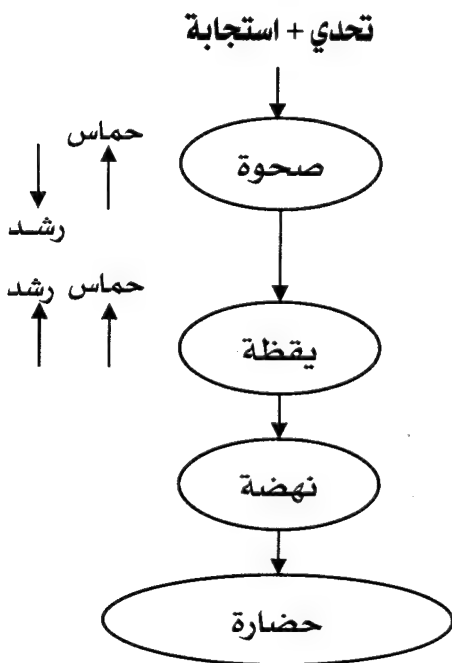 تحدي + استجابة
صحوة
حماس
رشد
حماس رشد
يقظة
نهضة
حضارة